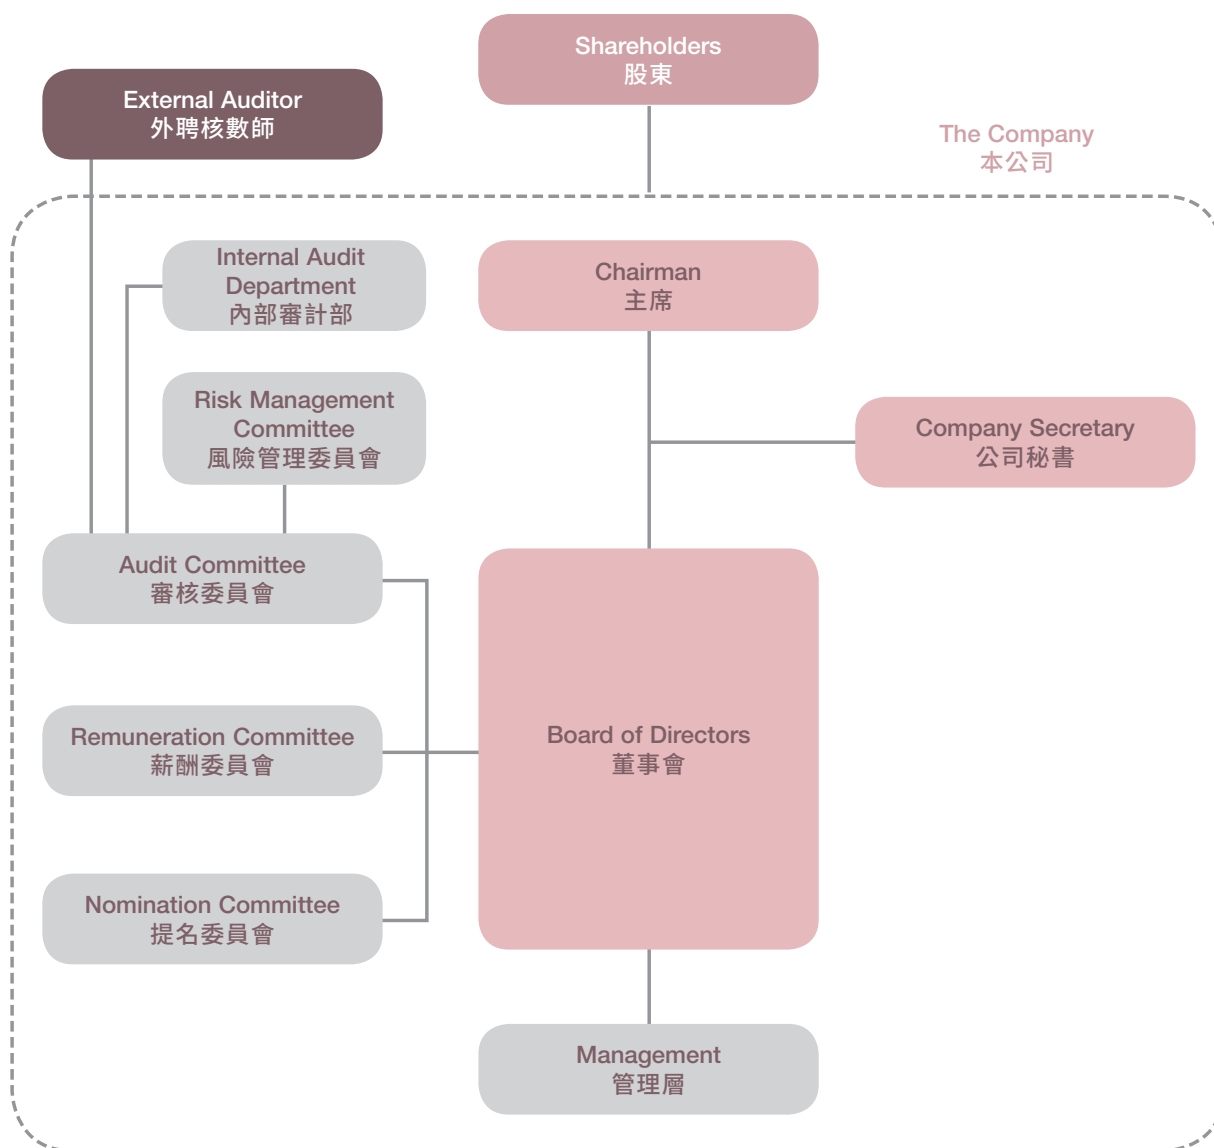 Shareholders
股東
External Auditor
外聘核數師
The Company
本公司
Internal Audit
Department
內部審計部
Chairman
主席
Risk Management
Committee
風險管理委員會
Company Secretary
公司秘書
Audit Committee
審核委員會
Remuneration Committee
薪酬委員會
Board of Directors
董事會
Nomination Committee
提名委員會
Management
管理層